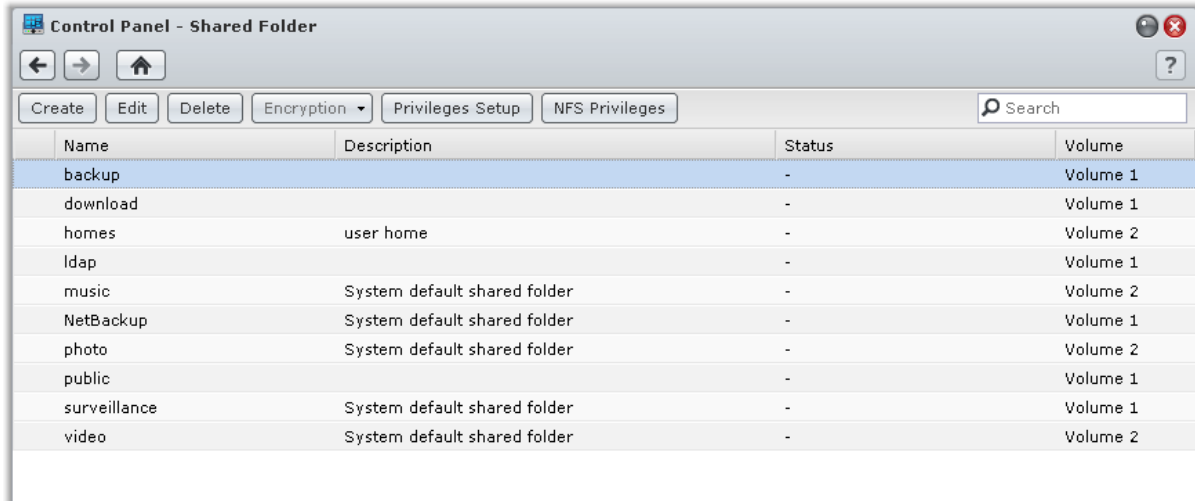 Control Panel - Shared Folder
?
Create Edit Delete Encryption Privileges Setup NFS Privileges Search
Name Description Status Volume
backup - Volume 1
download - Volume 1
homes user home - Volume 2
ldap - Volume 1
music System default shared folder - Volume 2
NetBackup System default shared folder - Volume 1
photo System default shared folder - Volume 2
public - Volume 1
surveillance System default shared folder - Volume 1
video System default shared folder - Volume 2